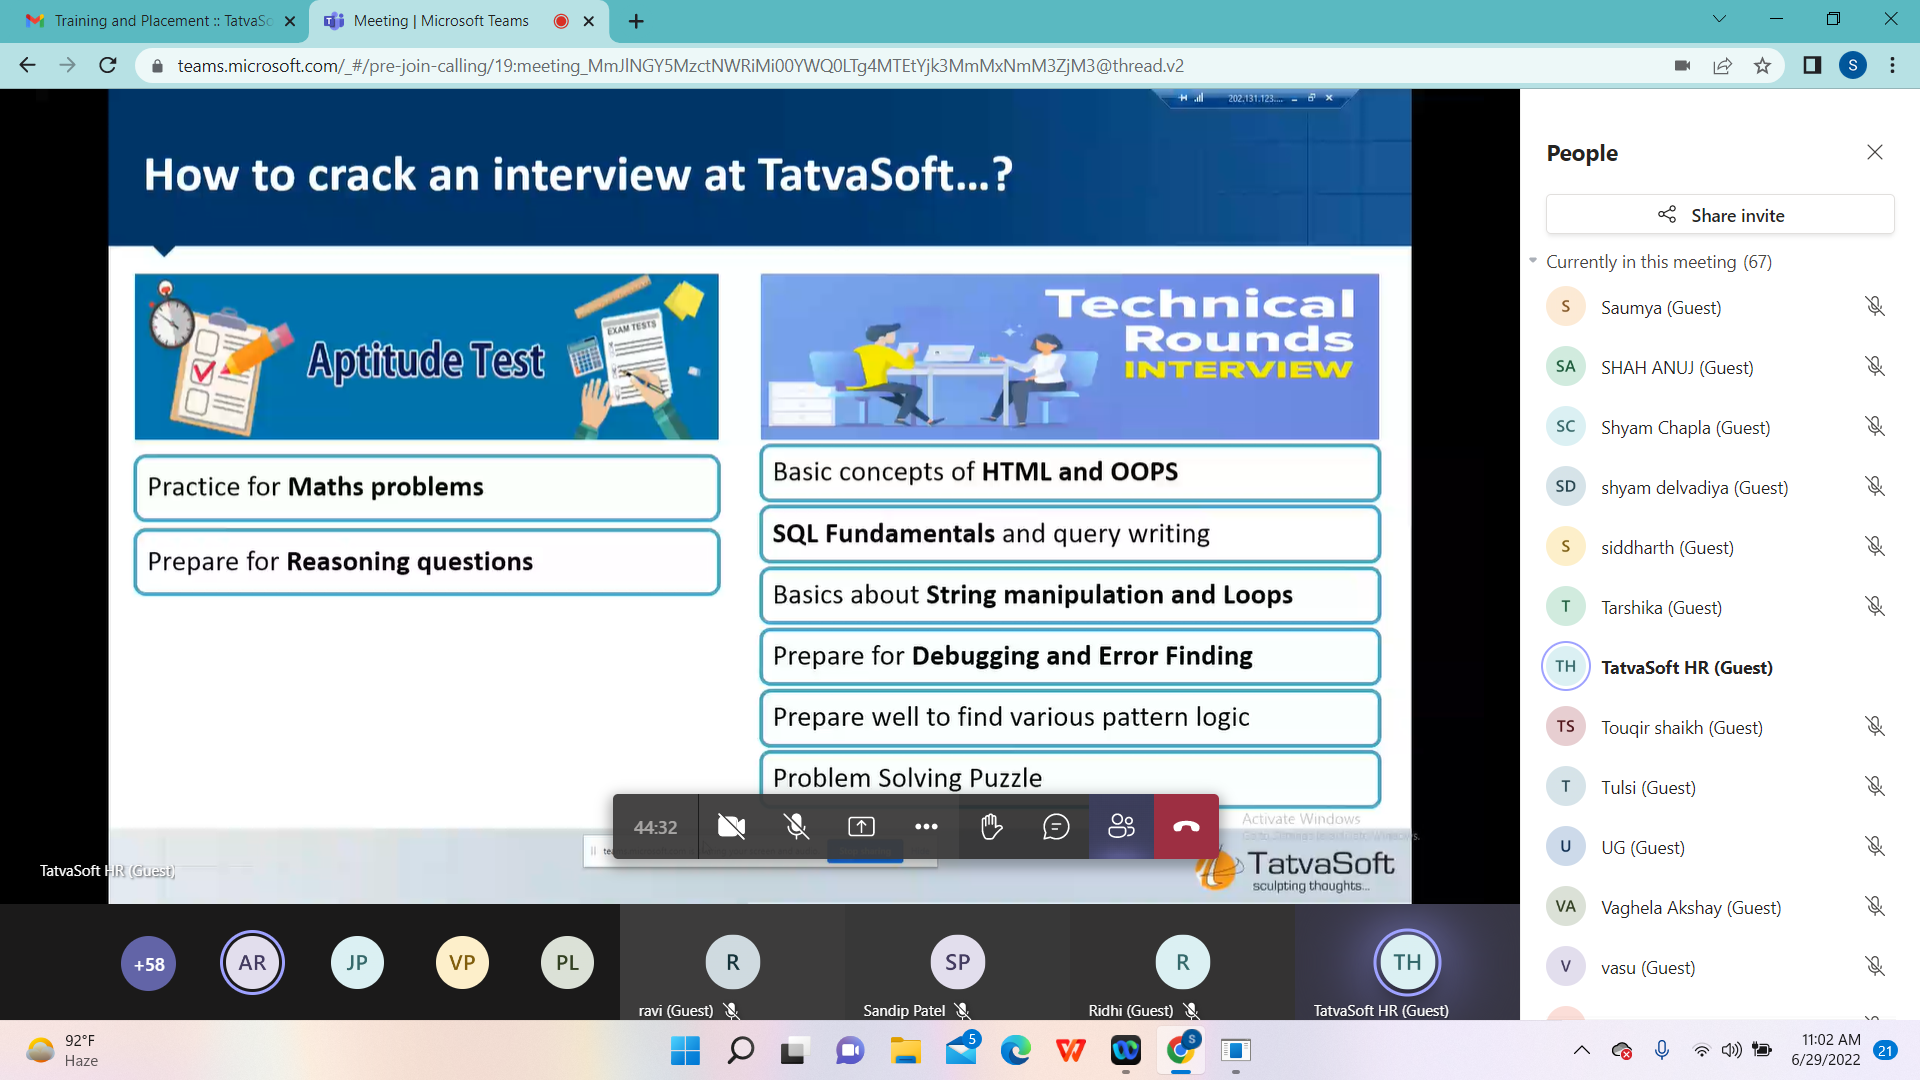 Training and Placement :: TatvaSo
Meeting | Microsoft Teams
teams.microsoft.com/_#/pre-join-calling/19:meeting_MmJlNGY5MzctNWRiMi00YWQ0LTg4MTEtYjk3MmMxNmM3ZjM3@thread.v2
S
202.131.123....
How to crack an interview at TatvaSoft...?
EXAM TESTS
Aptitude Test
Technical
Rounds
INTERVIEW
Practice for Maths problems
Prepare for Reasoning questions
Basic concepts of HTML and OOPS
SQL Fundamentals and query writing
Basics about String manipulation and Loops
Prepare for Debugging and Error Finding
Prepare well to find various pattern logic
Problem Solving Puzzle
44:32
Activate Windows
TatvaSoft
sculpting thoughts...
TatvaSoft HR (Guest)
People
Share invite
Currently in this meeting (67)
S Saumya (Guest)
SA SHAH ANUJ (Guest)
SC Shyam Chapla (Guest)
SD shyam delvadiya (Guest)
S siddharth (Guest)
T Tarshika (Guest)
TH TatvaSoft HR (Guest)
TS Touqir shaikh (Guest)
T Tulsi (Guest)
U UG (Guest)
VA Vaghela Akshay (Guest)
V vasu (Guest)
+58 AR JP VP PL R SP R TH
ravi (Guest) Sandip Patel Ridhi (Guest) TatvaSoft HR (Guest)
92°F
Haze
5
S
11:02 AM
6/29/2022
21